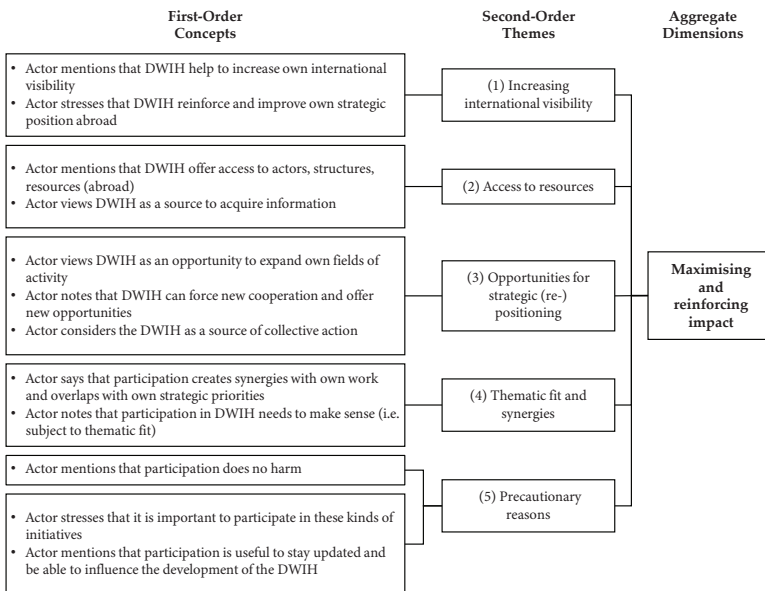 First-Order
Concepts
Second-Order
Themes
Aggregate
Dimensions
• Actor mentions that DWIH help to increase own international
visibility
• Actor stresses that DWIH reinforce and improve own strategic
position abroad
(1) Increasing
international visibility
• Actor mentions that DWIH offer access to actors, structures,
resources (abroad)
• Actor views DWIH as a source to acquire information
(2) Access to resources
• Actor views DWIH as an opportunity to expand own fields of
activity
• Actor notes that DWIH can force new cooperation and offer
new opportunities
• Actor considers the DWIH as a source of collective action
(3) Opportunities for
strategic (re-)
positioning
Maximising
and
reinforcing
impact
• Actor says that participation creates synergies with own work
and overlaps with own strategic priorities
• Actor notes that participation in DWIH needs to make sense (i.e.
subject to thematic fit)
(4) Thematic fit and
synergies
• Actor mentions that participation does no harm
• Actor stresses that it is important to participate in these kinds of
initiatives
• Actor mentions that participation is useful to stay updated and
be able to influence the development of the DWIH
(5) Precautionary
reasons